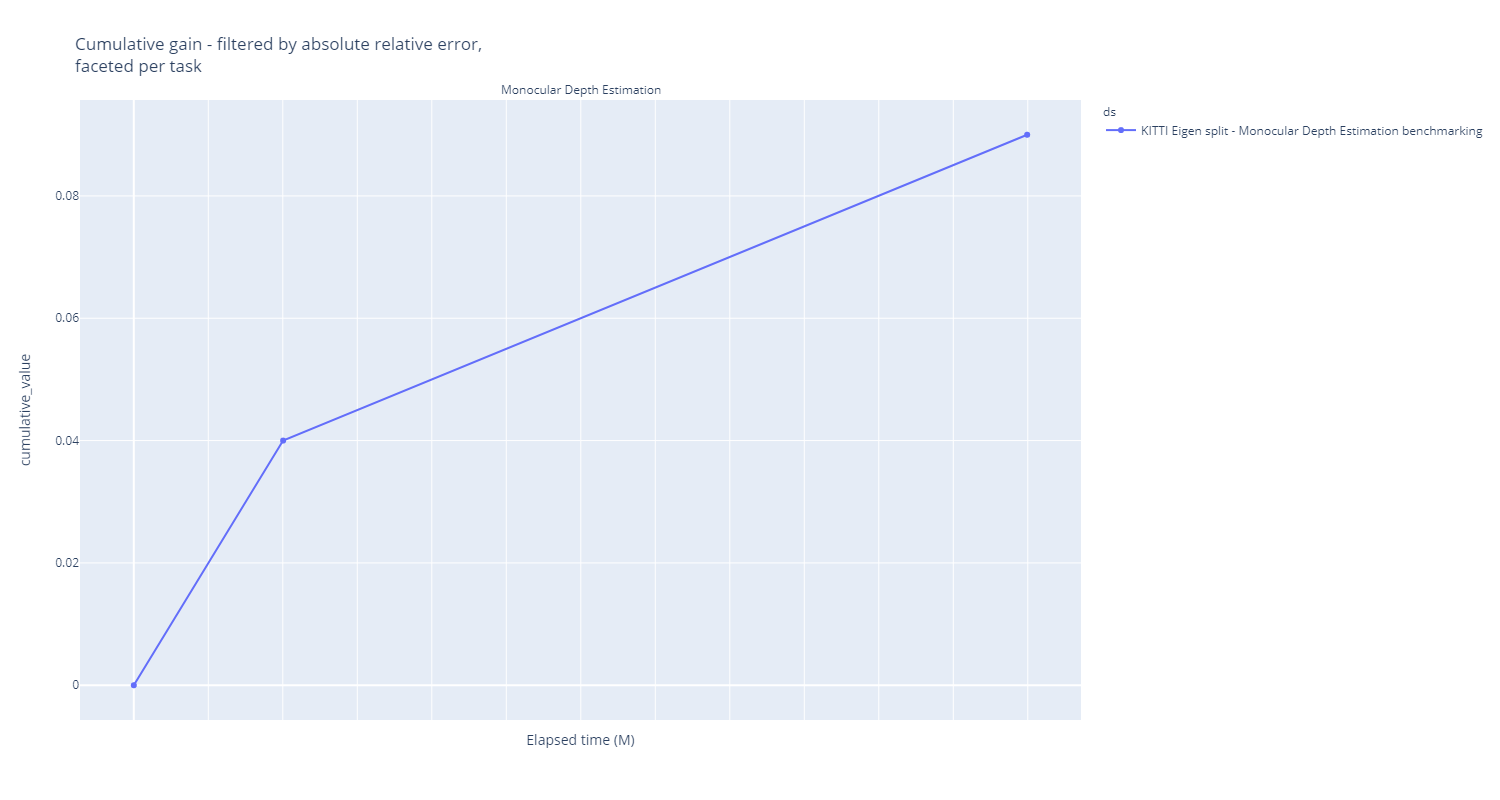 Cumulative gain - filtered by absolute relative error,
faceted per task
Monocular Depth Estimation
ds
KITTI Eigen split - Monocular Depth Estimation benchmarking
0.08
0.06
0.04
0.02
0
cumulative_value
Elapsed time (M)